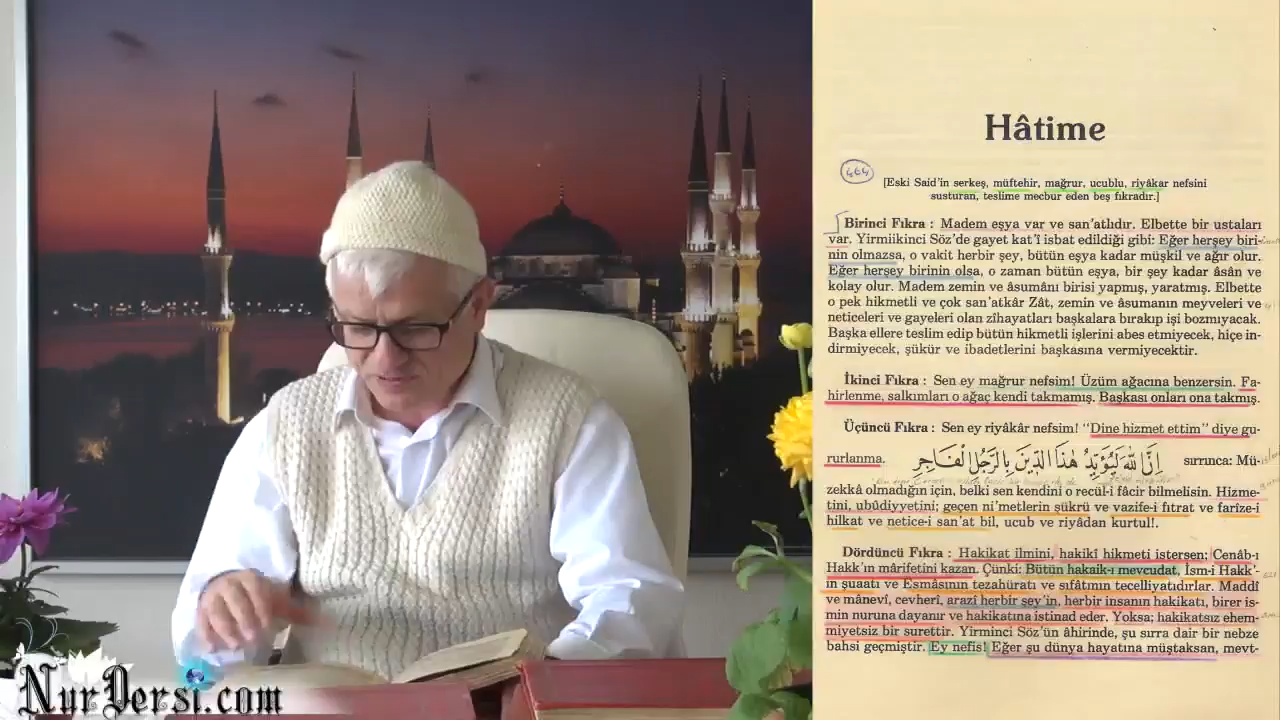 Hâtime
464
[Eski Said'in serkeş, müftehir, mağrur, ucublu, riyâkar nefsini
susturan, teslime mecbur eden beş fıkradır.]
Birinci Fıkra : Madem eşya var ve san'atlıdır. Elbette bir ustaları
var. Yirmiikinci Söz'de gayet kat'î isbat edildiği gibi: Eğer herşey biri-
nin olmazsa, o vakit herbir şey, bütün eşya kadar müşkil ve ağır olur.
Eğer herşey birinin olsa, o zaman bütün eşya, bir şey kadar âsân ve
kolay olur. Madem zemin ve âsumânı birisi yapmış, yaratmış. Elbette
o pek hikmetli ve çok san'atkâr Zât, zemin ve âsumanın meyveleri ve
neticeleri ve gayeleri olan zîhayatları başkalara bırakıp işi bozmıyacak.
Başka ellere teslim edip bütün hikmetli işlerini abes etmiyecek, hiçe in-
dirmiyecek, şükür ve ibadetlerini başkasına vermiyecektir.
İkinci Fıkra : Sen ey mağrur nefsim! Üzüm ağacına benzersin. Fa-
hirlenme, salkımları o ağaç kendi takmamış. Başkası onları ona takmış.
Üçüncü Fıkra : Sen ey riyâkâr nefsim! "Dine hizmet ettim" diye gu-
rurlanma. اِنَّ اللّٰهَ لَيُؤَيِّدُ هٰذَا الدّ۪ينَ بِالرَّجُلِ الْفَاجِرِ sırrınca: Mü-
zekkâ olmadığın için, belki sen kendini o recül-i fâcir bilmelisin. Hizme-
tini, ubûdiyyetini; geçen ni'metlerin şükrü ve vazife-i fıtrat ve farîze-i
hilkat ve netice-i san'at bil, ucub ve riyâdan kurtul!.
Dördüncü Fıkra : Hakikat ilmini, hakikî hikmeti istersen; Cenâb-ı
Hakk'ın mârifetini kazan. Çünki: Bütün hakaik-ı mevcudat, İsm-i Hakk'-
ın şuaatı ve Esmâsının tezahüratı ve sıfâtının tecelliyatıdırlar. Maddî
ve mânevî, cevherî, arazî herbir şey'in, herbir insanın hakikatı, birer is-
min nuruna dayanır ve hakikatına istinad eder. Yoksa; hakikatsız ehem-
miyetsiz bir surettir. Yirminci Söz'ün âhirinde, şu sırra dair bir nebze
bahsi geçmiştir. Ey nefis! Eğer şu dünya hayatına müştaksan, mevt-
NurDersi.com